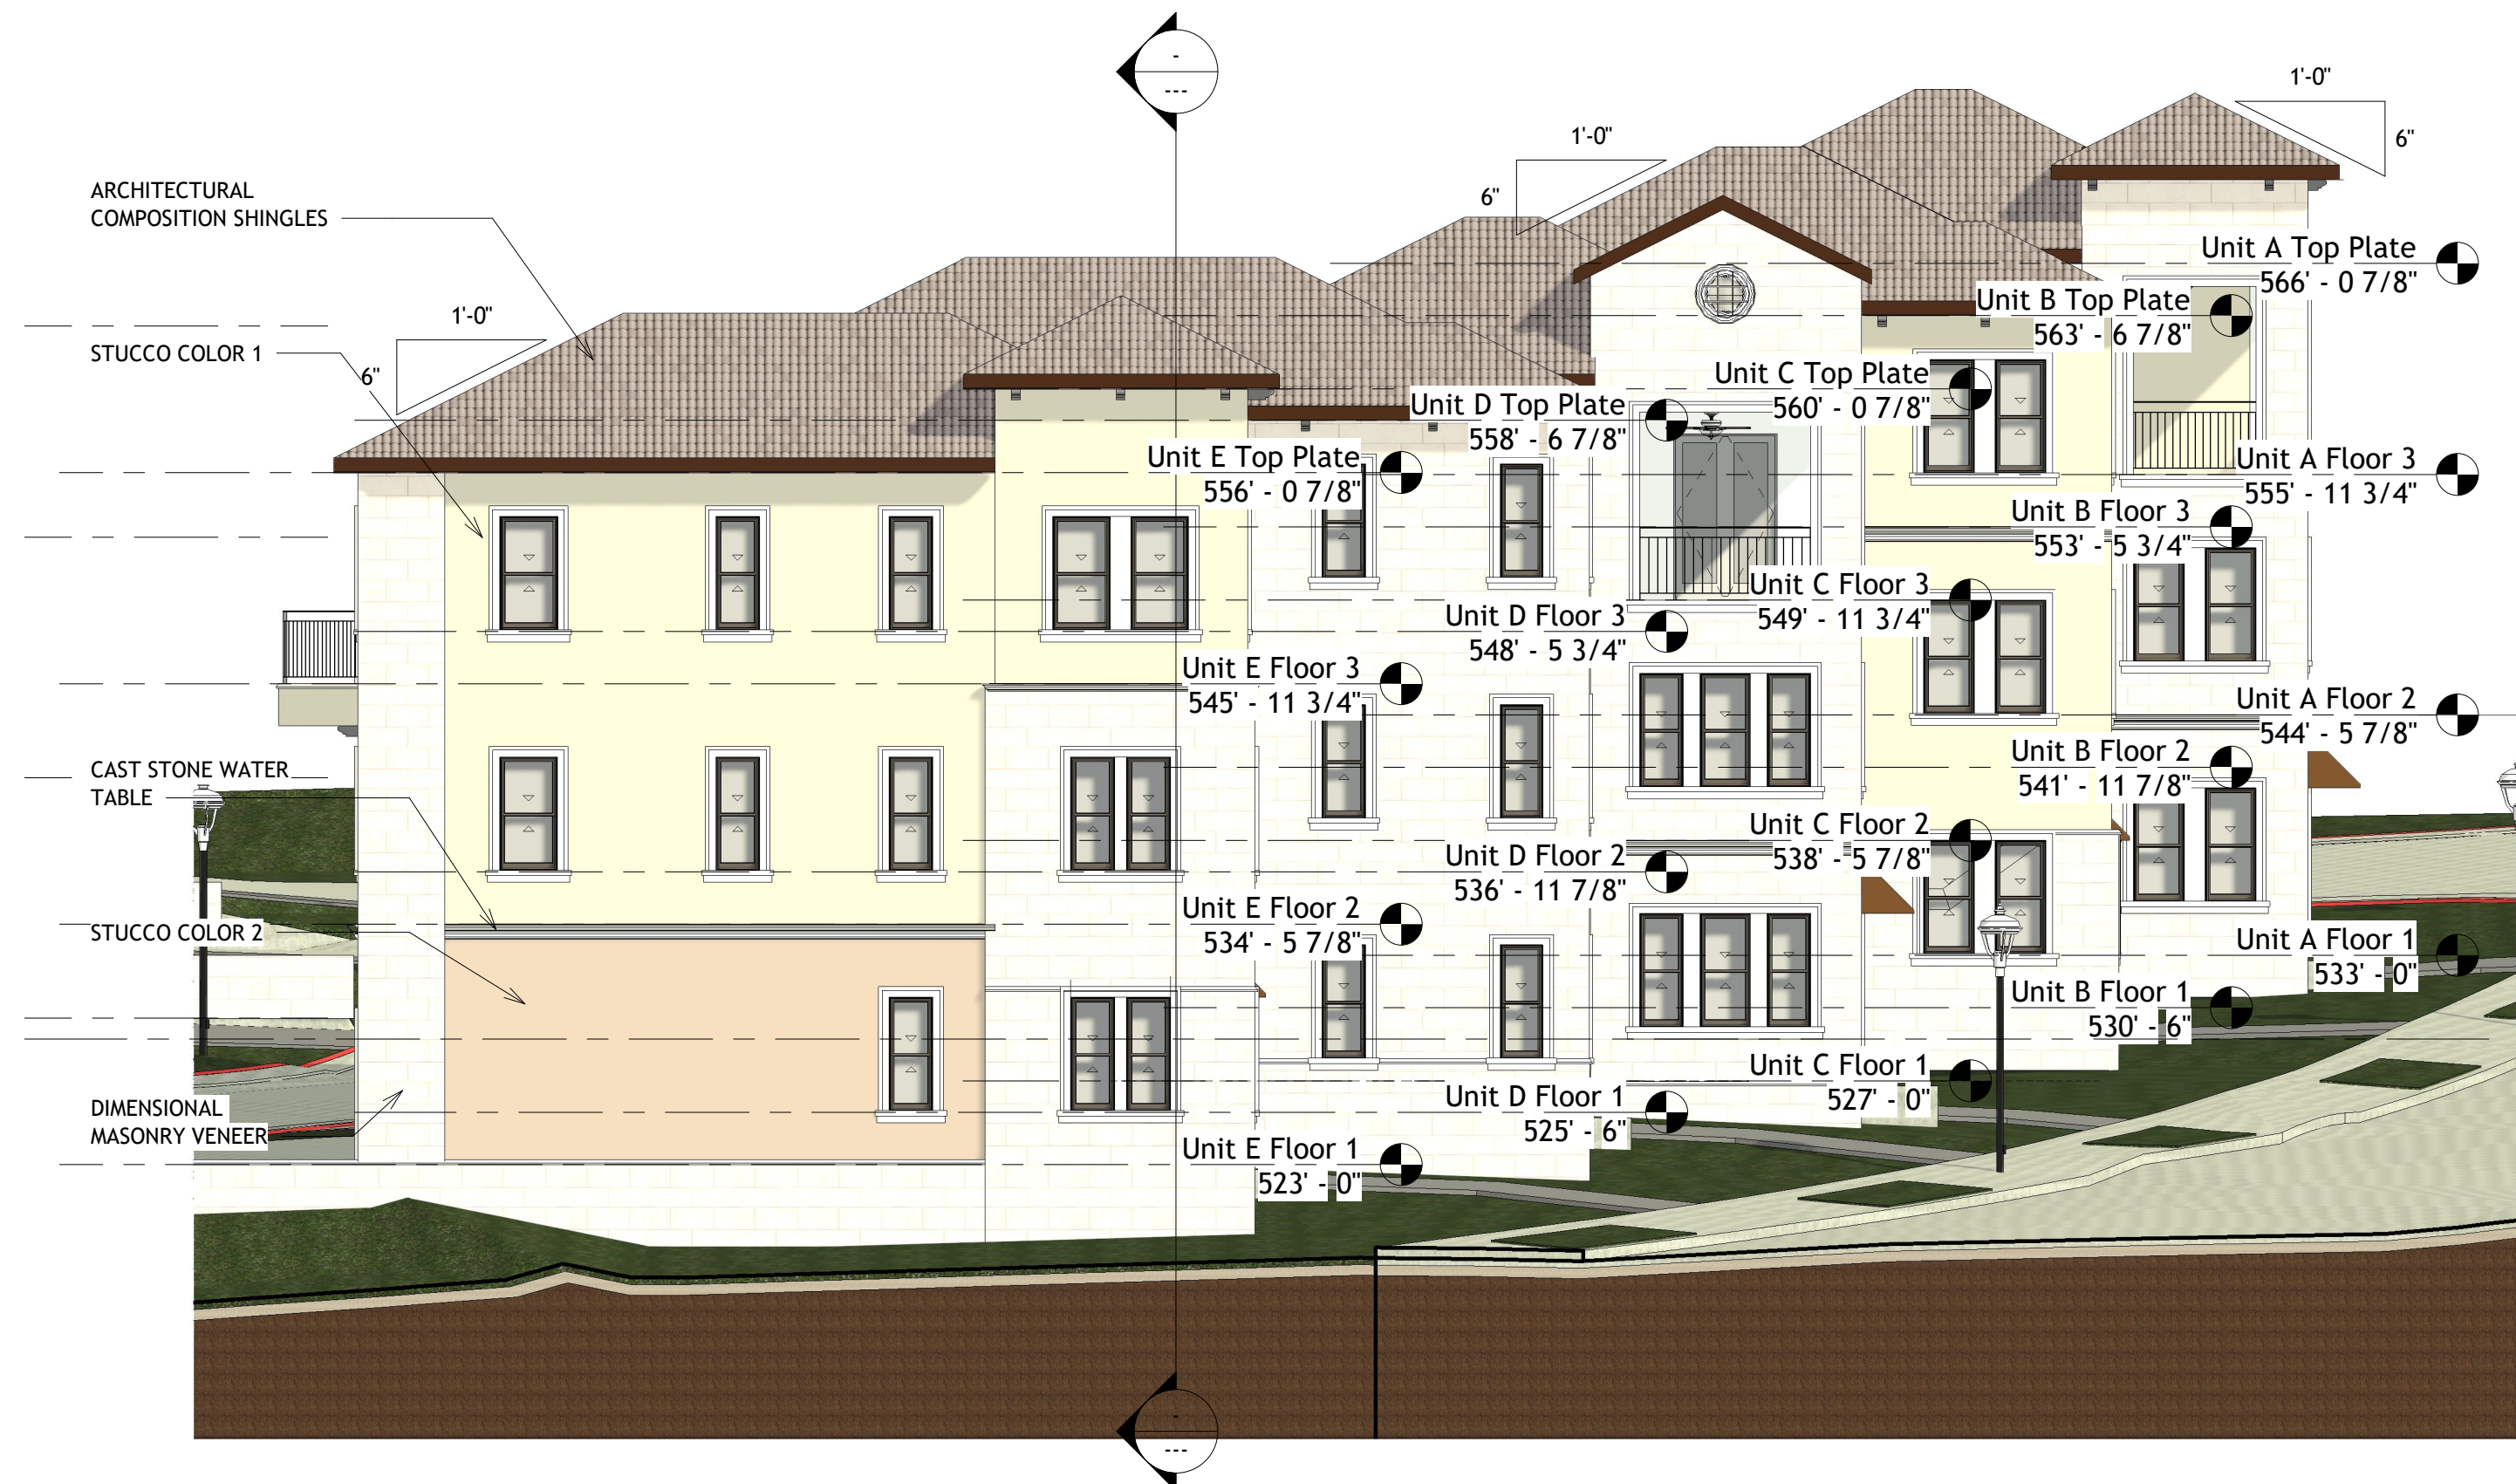 -
---
1'-0"
6"
1'-0"
6"
ARCHITECTURAL
COMPOSITION SHINGLES
1'-0"
6"
STUCCO COLOR 1
Unit A Top Plate
566' - 0 7/8"
Unit B Top Plate
563' - 6 7/8"
Unit C Top Plate
560' - 0 7/8"
Unit D Top Plate
558' - 6 7/8"
Unit E Top Plate
556' - 0 7/8"
Unit A Floor 3
555' - 11 3/4"
Unit B Floor 3
553' - 5 3/4"
Unit C Floor 3
549' - 11 3/4"
Unit D Floor 3
548' - 5 3/4"
Unit E Floor 3
545' - 11 3/4"
Unit A Floor 2
544' - 5 7/8"
Unit B Floor 2
541' - 11 7/8"
CAST STONE WATER
TABLE
Unit C Floor 2
538' - 5 7/8"
Unit D Floor 2
536' - 11 7/8"
Unit E Floor 2
534' - 5 7/8"
STUCCO COLOR 2
Unit A Floor 1
533' - 0"
Unit B Floor 1
530' - 6"
Unit C Floor 1
527' - 0"
Unit D Floor 1
525' - 6"
DIMENSIONAL
MASONRY VENEER
Unit E Floor 1
523' - 0"
-
---